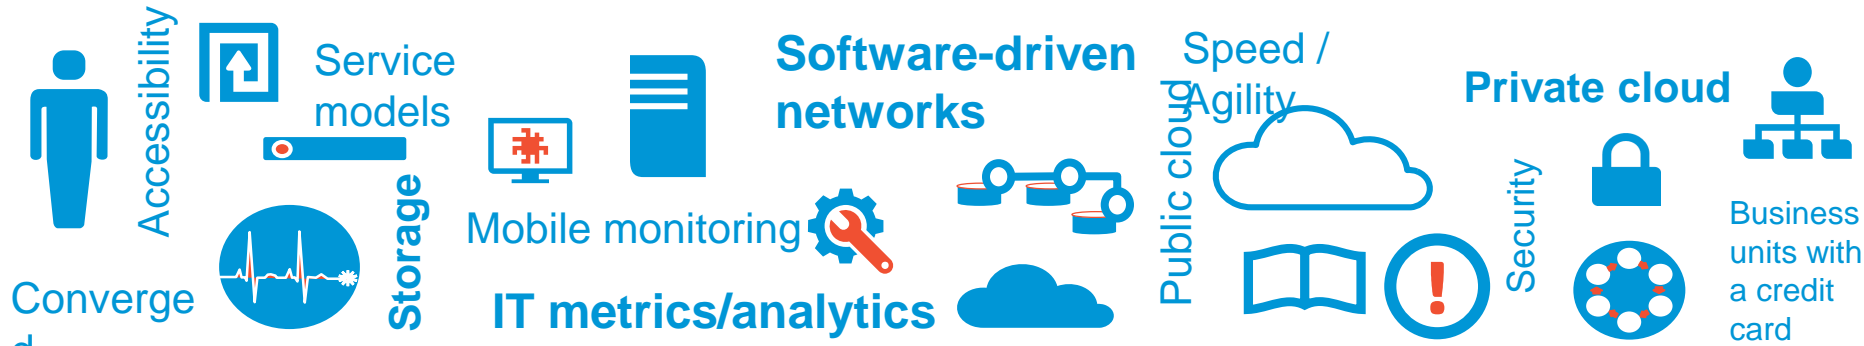 Accessibility
Service
models
Storage
Converge
d
Mobile monitoring
IT metrics/analytics
Software-driven
networks
Public cloud
Speed /
Agility
Security
Private cloud
Business
units with
a credit
card